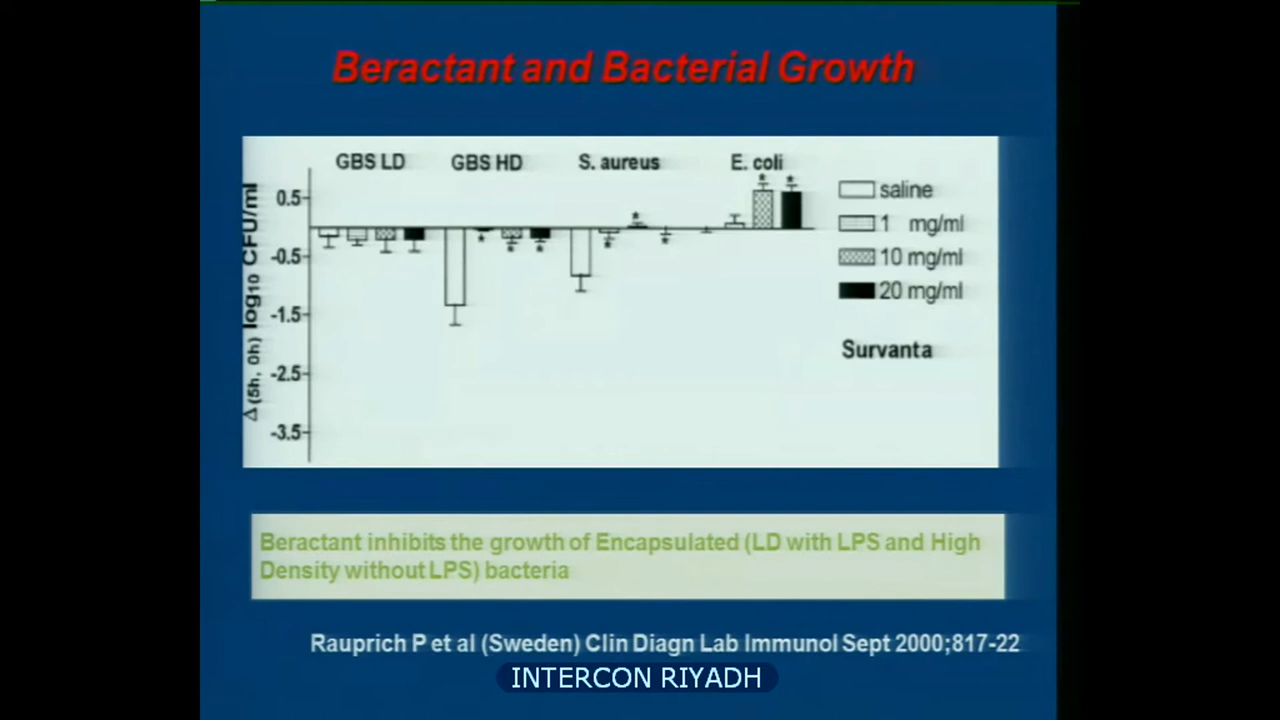 Beractant and Bacterial Growth
GBS LD GBS HD S. aureus E. coli
Δ(5h, 0h) log10 CFU/ml
0.5
-0.5
-1.5
-2.5
-3.5
* * * * * * * *
saline
1 mg/ml
10 mg/ml
20 mg/ml
Survanta
Beractant inhibits the growth of Encapsulated (LD with LPS and High
Density without LPS) bacteria
Rauprich P et al (Sweden) Clin Diagn Lab Immunol Sept 2000;817-22
INTERCON RIYADH